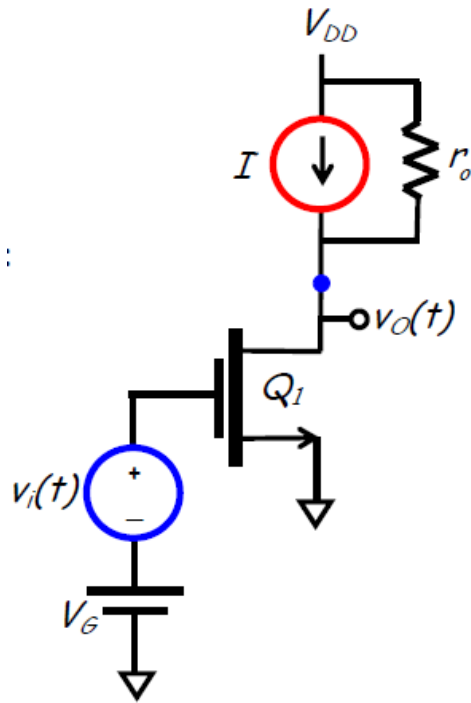 V_DD
I
r_o
:
v_O(t)
Q_1
+
v_i(t)
–
V_G